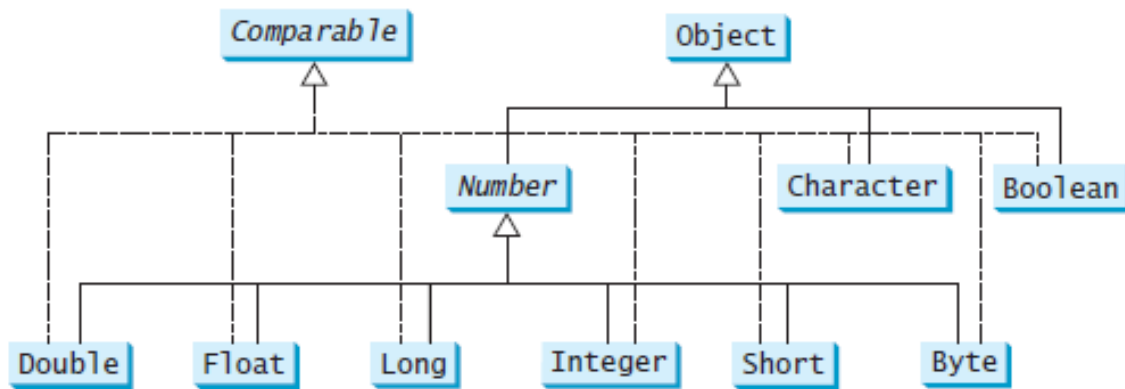 Comparable
Object
Number
Character
Boolean
Double
Float
Long
Integer
Short
Byte